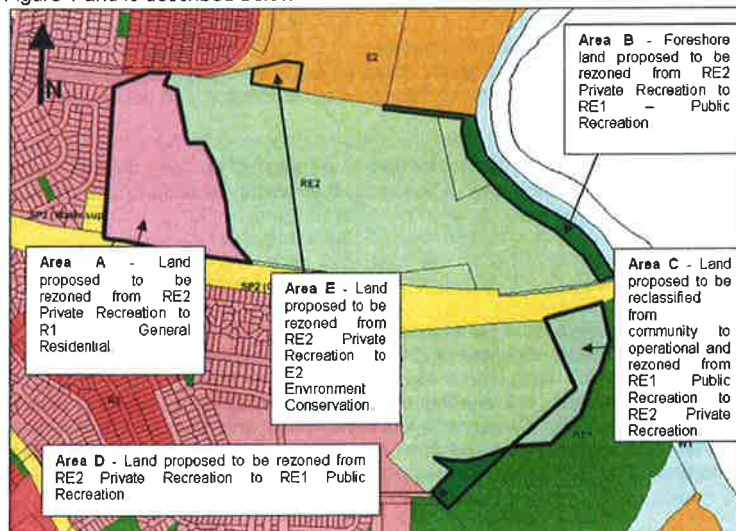 Figure 1 and is described below
N
E2
RE2
Area B - Foreshore
land proposed to be
rezoned from RE2
Private Recreation to
RE1 – Public
Recreation
Area A - Land
proposed to be
rezoned from RE2
Private Recreation to
R1 General
Residential.
Area E - Land
proposed to be
rezoned from
RE2 Private
Recreation to
E2
Environment
Conservation.
Area C - Land
proposed to be
reclassified
from
community to
operational and
rezoned from
RE1 Public
Recreation to
RE2 Private
Recreation
Area D - Land proposed to be rezoned from
RE2 Private Recreation to RE1 Public
Recreation
RE1